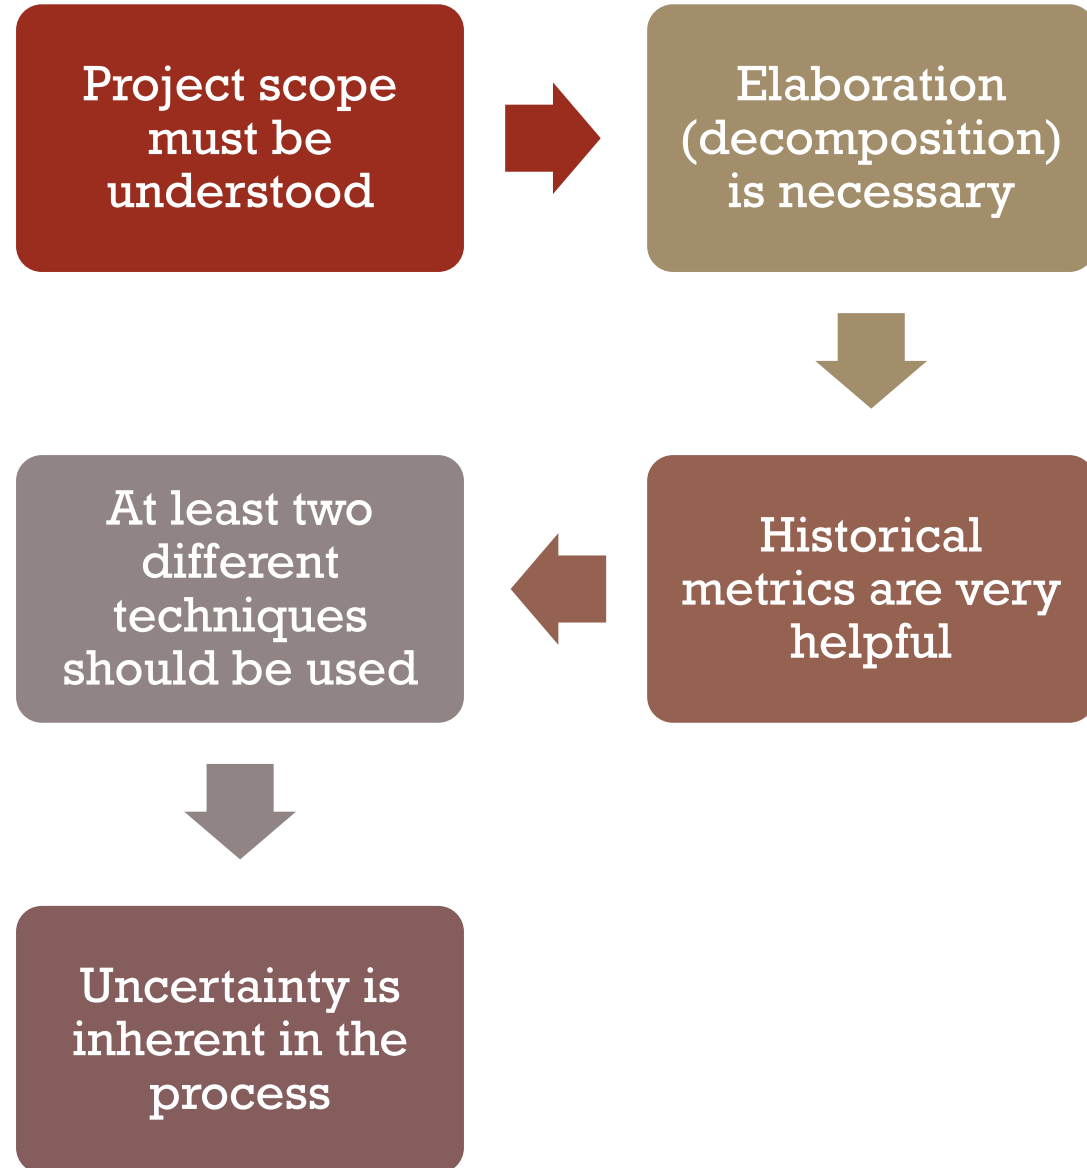 Project scope
must be
understood
Elaboration
(decomposition)
is necessary
Historical
metrics are very
helpful
At least two
different
techniques
should be used
Uncertainty is
inherent in the
process